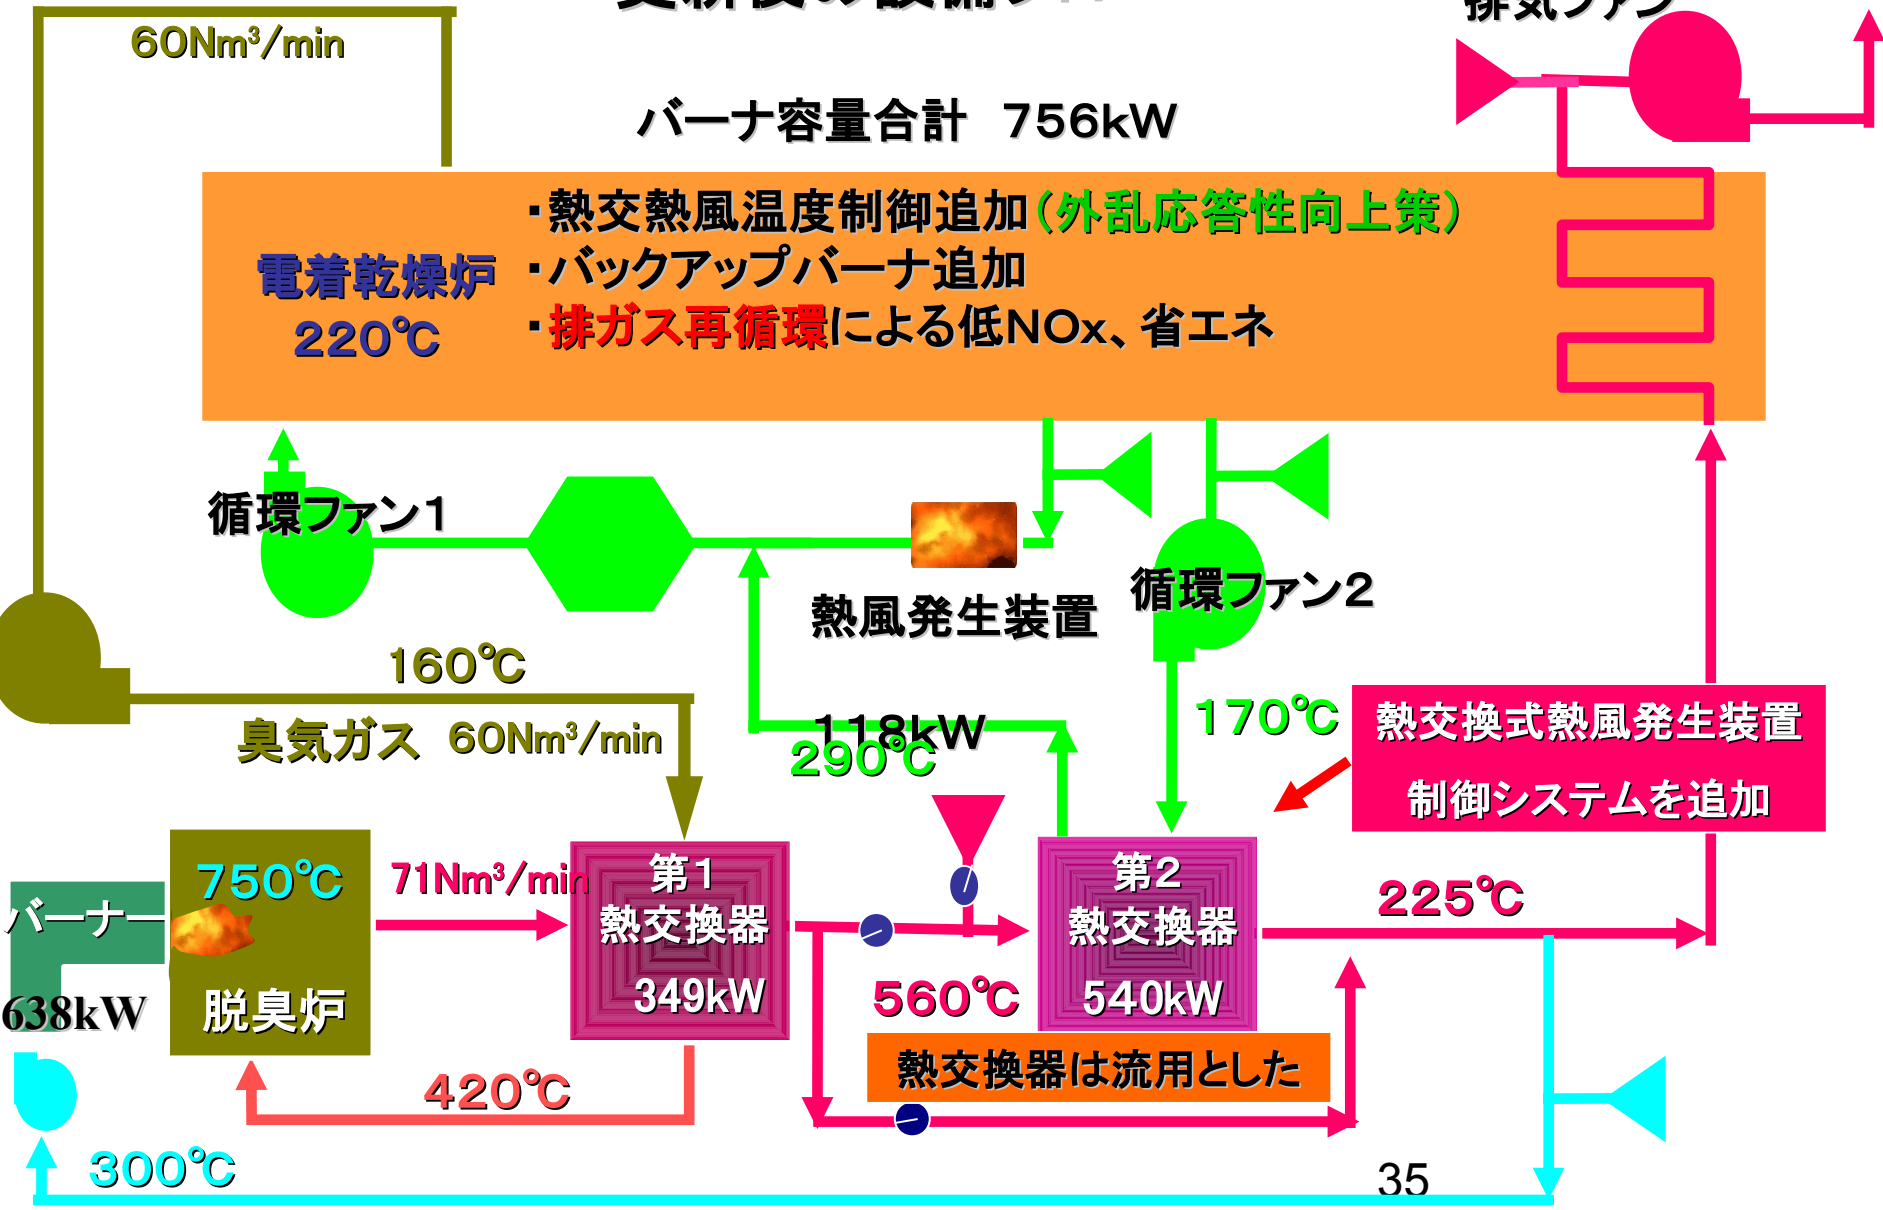 60Nm³/min
排気ファン
バーナ容量合計　756kW
・熱交熱風温度制御追加（外乱応答性向上策）
・バックアップバーナ追加
・排ガス再循環による低NOx、省エネ
電着乾燥炉
220℃
循環ファン1
熱風発生装置
循環ファン2
160℃
臭気ガス　60Nm³/min
118kW
290℃
170℃
熱交換式熱風発生装置
制御システムを追加
バーナー
638kW
750℃
脱臭炉
71Nm³/min
第1
熱交換器
349kW
560℃
第2
熱交換器
540kW
225℃
熱交換器は流用とした
420℃
300℃
35